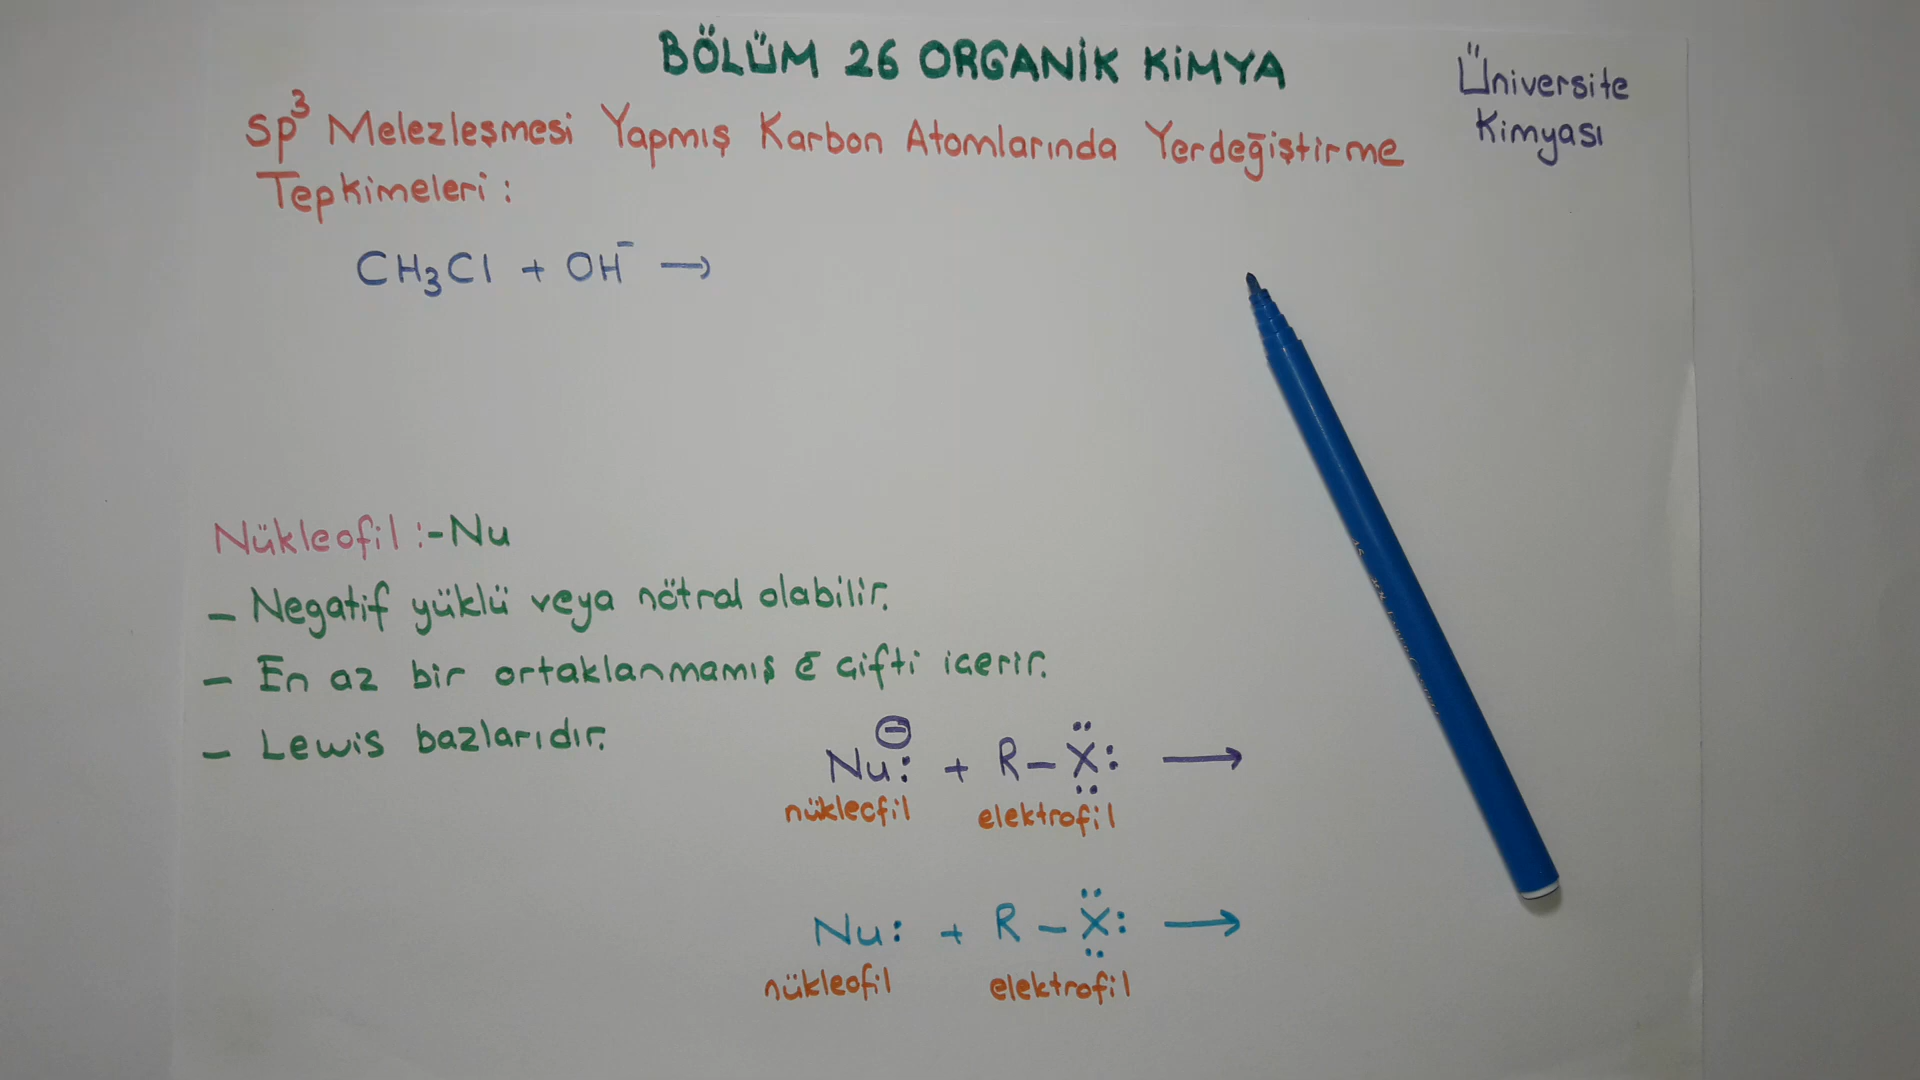 BÖLÜM 26 ORGANİK KİMYA
Üniversite
Kimyası
Sp³ Melezleşmesi Yapmış Karbon Atomlarında Yerdeğiştirme
Tepkimeleri :
CH₃Cl + OH⁻ →
Nükleofil :-Nu
- Negatif yüklü veya nötral olabilir.
- En az bir ortaklanmamış e⁻ çifti içerir.
- Lewis bazlarıdır.
Nu:⊖ + R-X: →
nükleofil elektrofil
Nu: + R-X: →
nükleofil elektrofil